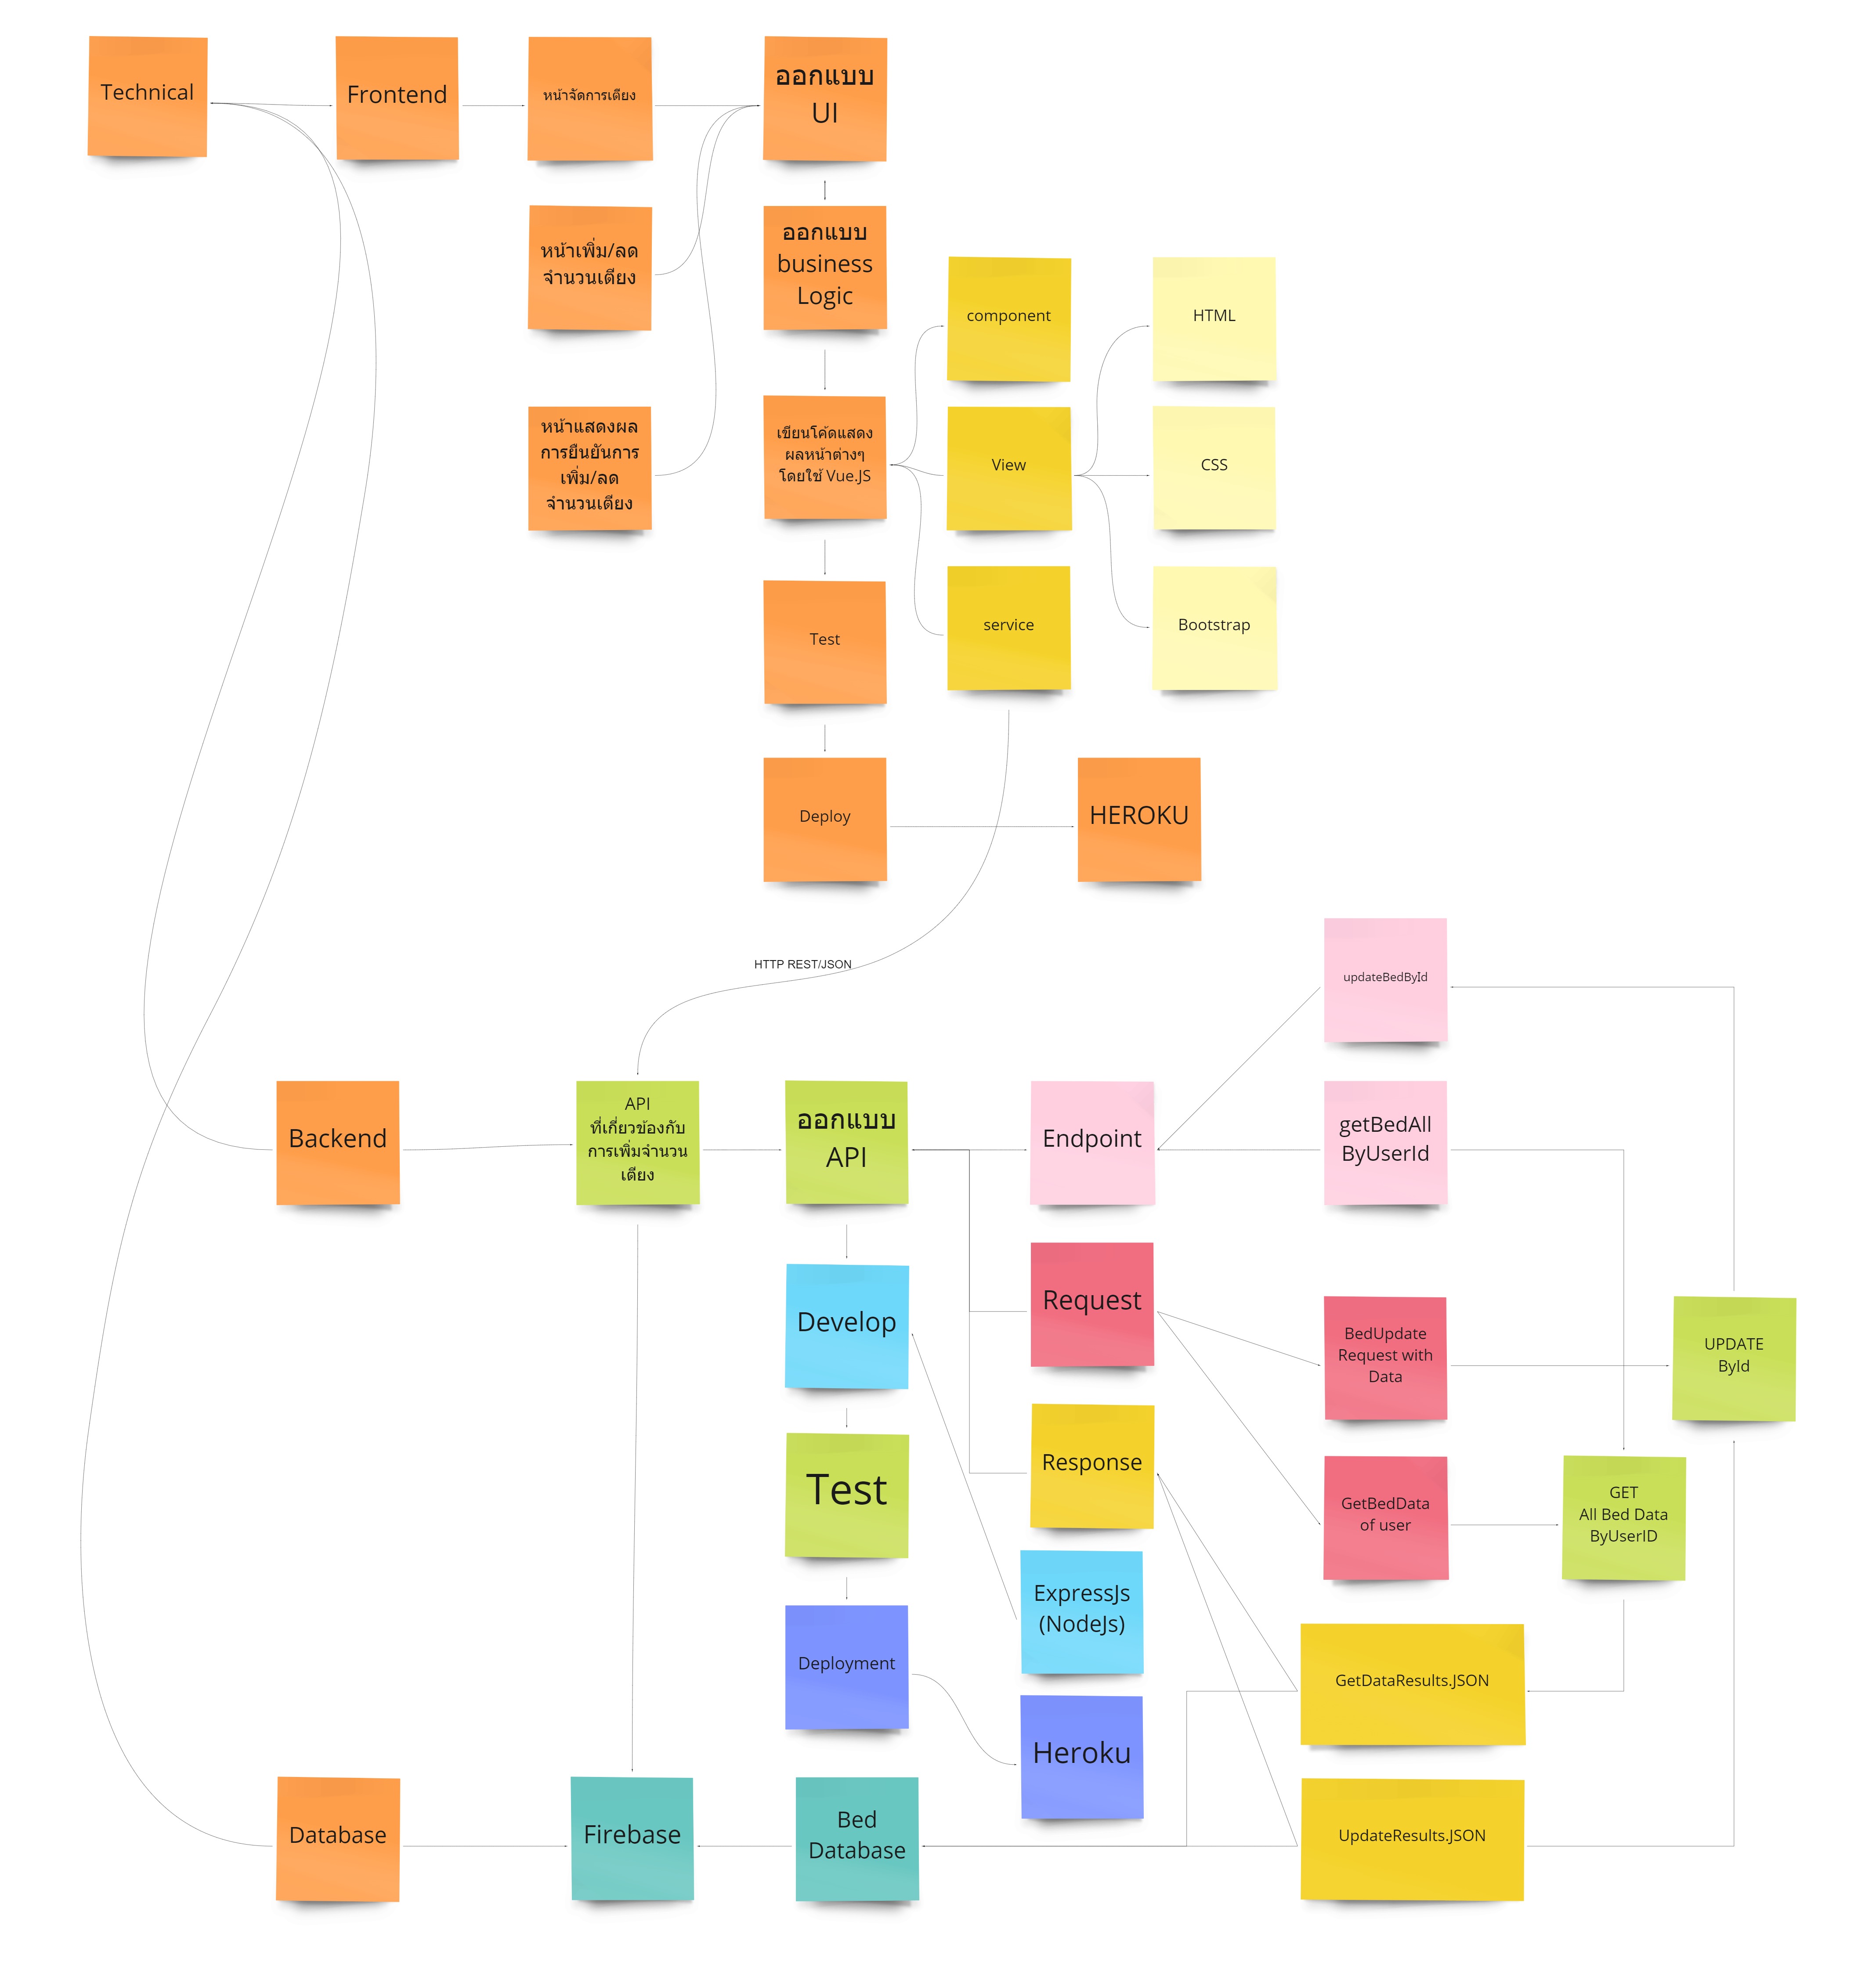 Technical
Frontend
หน้าจัดการเตียง
ออกแบบ
UI
หน้าเพิ่ม/ลด
จำนวนเตียง
ออกแบบ
business
Logic
component
HTML
หน้าแสดงผล
การยืนยันการ
เพิ่ม/ลด
จำนวนเตียง
เขียนโค้ดแสดง
ผลหน้าต่างๆ
โดยใช้ Vue.JS
View
CSS
Test
service
Bootstrap
Deploy
HEROKU
HTTP REST/JSON
updateBedById
Backend
API
ที่เกี่ยวข้องกับ
การเพิ่มจำนวน
เตียง
ออกแบบ
API
Endpoint
getBedAll
ByUserId
Develop
Request
BedUpdate
Request with
Data
UPDATE
ById
Test
Response
GetBedData
of user
GET
All Bed Data
ByUserID
ExpressJs
(NodeJs)
Deployment
GetDataResults.JSON
Heroku
Database
Firebase
Bed
Database
UpdateResults.JSON